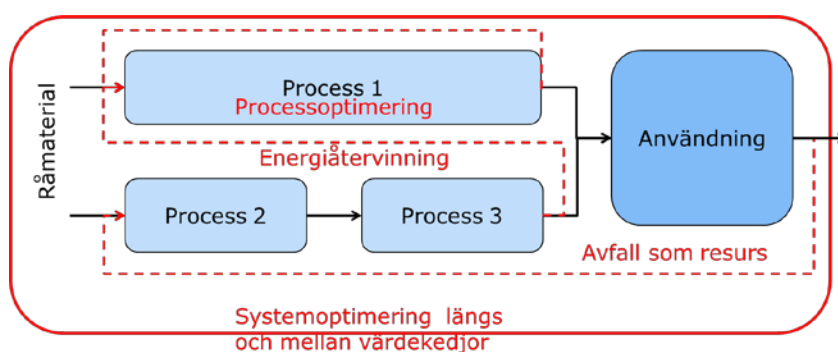 Råmaterial
Process 1
Processoptimering
Energiåtervinning
Process 2
Process 3
Användning
Avfall som resurs
Systemoptimering längs
och mellan värdekedjor